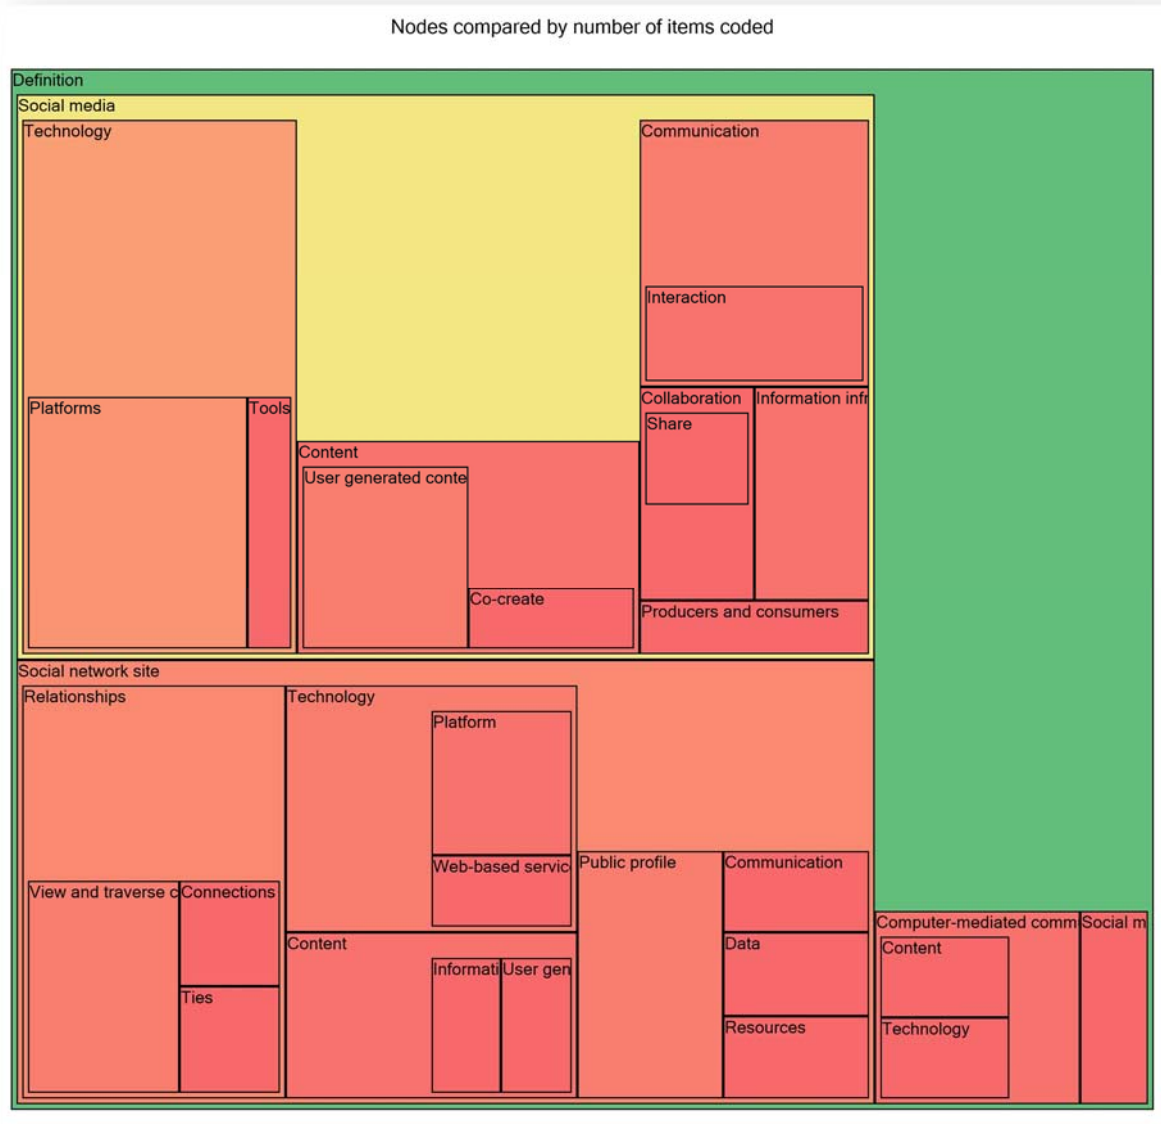 Nodes compared by number of items coded
Definition
Social media
Technology
Platforms
Tools
Content
User generated conte
Co-create
Communication
Interaction
Collaboration
Share
Information infr
Producers and consumers
Social network site
Relationships
View and traverse c
Connections
Ties
Technology
Platform
Web-based servic
Content
Informati
User gen
Public profile
Communication
Data
Resources
Computer-mediated comm
Content
Technology
Social m